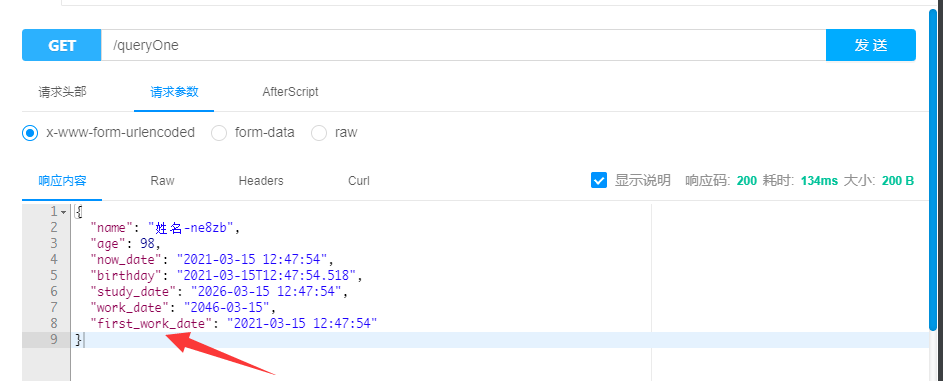 GET /queryOne 发 送
请求头部 请求参数 AfterScript
x-www-form-urlencoded form-data raw
响应内容 Raw Headers Curl 显示说明 响应码: 200 耗时: 134ms 大小: 200 B
1 {
2 "name": "姓名-ne8zb",
3 "age": 98,
4 "now_date": "2021-03-15 12:47:54",
5 "birthday": "2021-03-15T12:47:54.518",
6 "study_date": "2026-03-15 12:47:54",
7 "work_date": "2046-03-15",
8 "first_work_date": "2021-03-15 12:47:54"
9 }